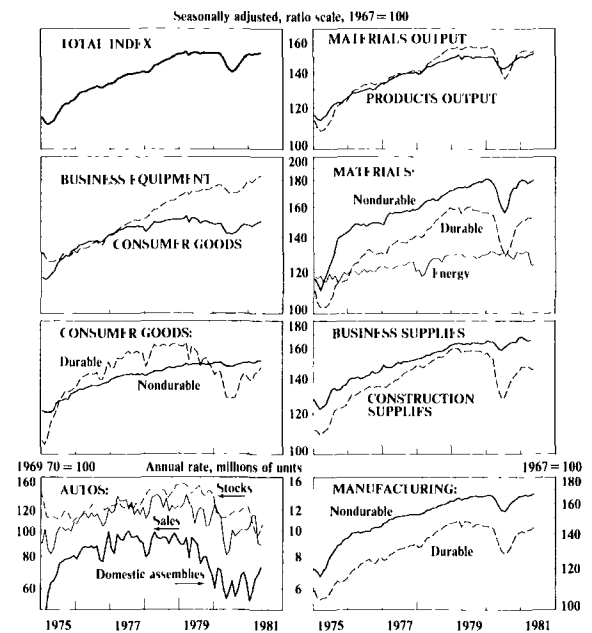 Seasonally adjusted, ratio scale, 1967=100
TOTAL INDEX
MATERIALS OUTPUT
PRODUCTS OUTPUT
160
140
120
100
BUSINESS EQUIPMENT
CONSUMER GOODS
MATERIALS:
Nondurable
Durable
Energy
200
180
160
140
120
100
CONSUMER GOODS:
Durable
Nondurable
BUSINESS SUPPLIES
CONSTRUCTION
SUPPLIES
180
160
140
120
100
1969 70=100
Annual rate, millions of units
1967=100
160
120
100
80
60
AUTOS:
Stocks
Sales
Domestic assemblies
16
12
10
8
6
MANUFACTURING:
Nondurable
Durable
180
160
140
120
100
1975 1977 1979 1981 1975 1977 1979 1981